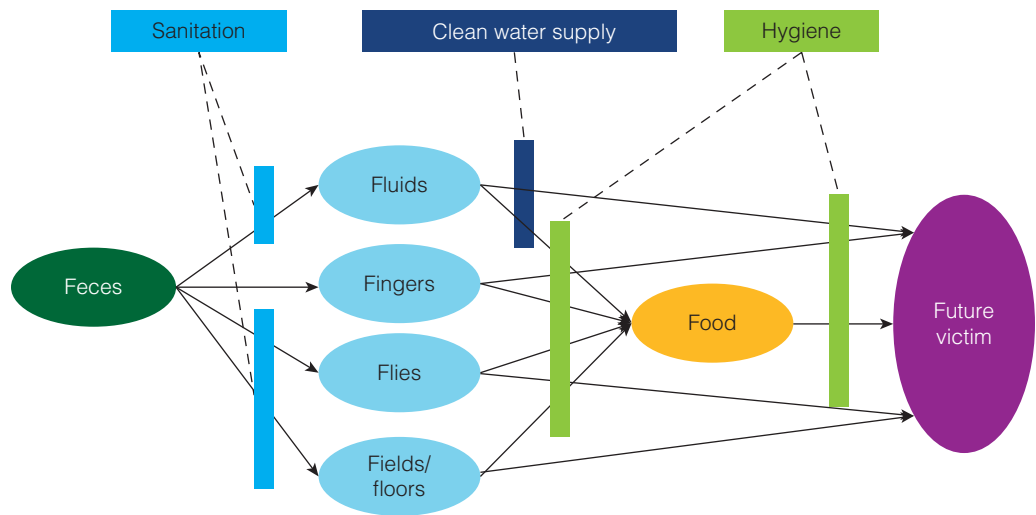 Sanitation
Clean water supply
Hygiene
Fluids
Feces
Fingers
Food
Future
victim
Flies
Fields/
floors